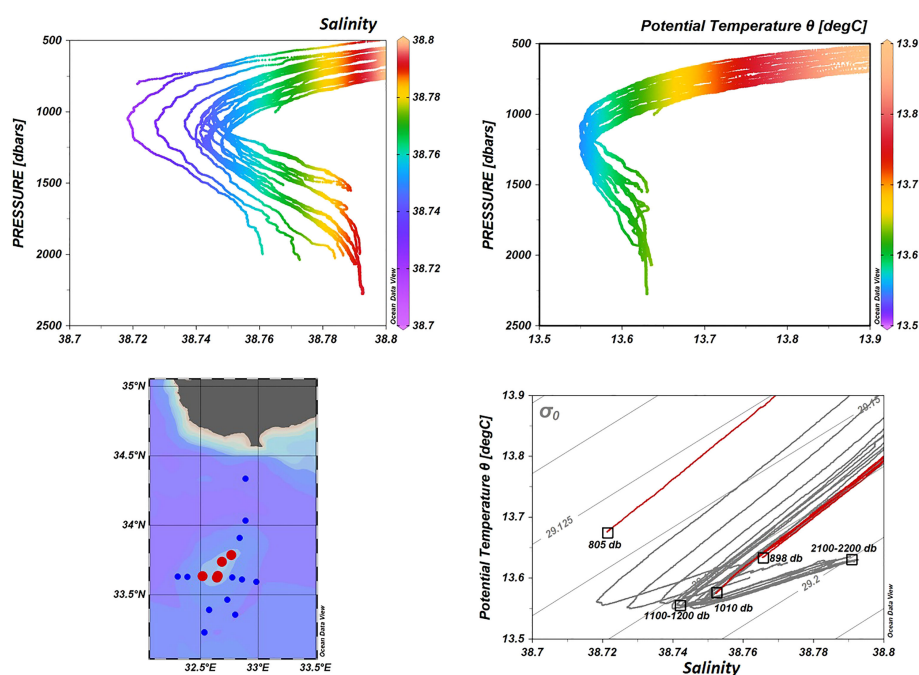 Salinity
500
1000
1500
2000
2500
PRESSURE [dbars]
38.7
38.72
38.74
38.76
38.78
38.8
38.8
38.78
38.76
38.74
38.72
38.7
Ocean Data View
Potential Temperature θ [degC]
500
1000
1500
2000
2500
PRESSURE [dbars]
13.5
13.6
13.7
13.8
13.9
13.9
13.8
13.7
13.6
13.5
Ocean Data View
35°N
34.5°N
34°N
33.5°N
32.5°E
33°E
33.5°E
Ocean Data View
σ0
13.9
13.8
13.7
13.6
13.5
Potential Temperature θ [degC]
29.15
29.125
29.2
805 db
898 db
2100-2200 db
1010 db
1100-1200 db
38.7
38.72
38.74
38.76
38.78
38.8
Salinity
Ocean Data View